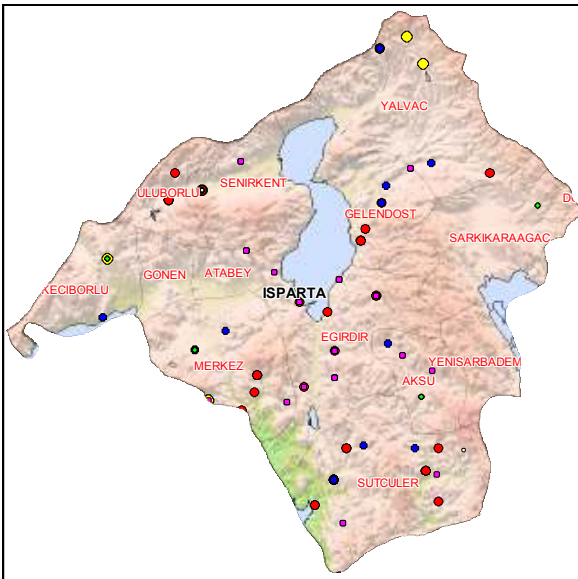 YALVAC
SENIRKENT
ULUBORLU
GELENDOST
SARKIKARAAGAC
GONEN
ATABEY
KECIBORLU
ISPARTA
EGIRDIR
MERKEZ
YENISARBADEM
AKSU
SUTCULER